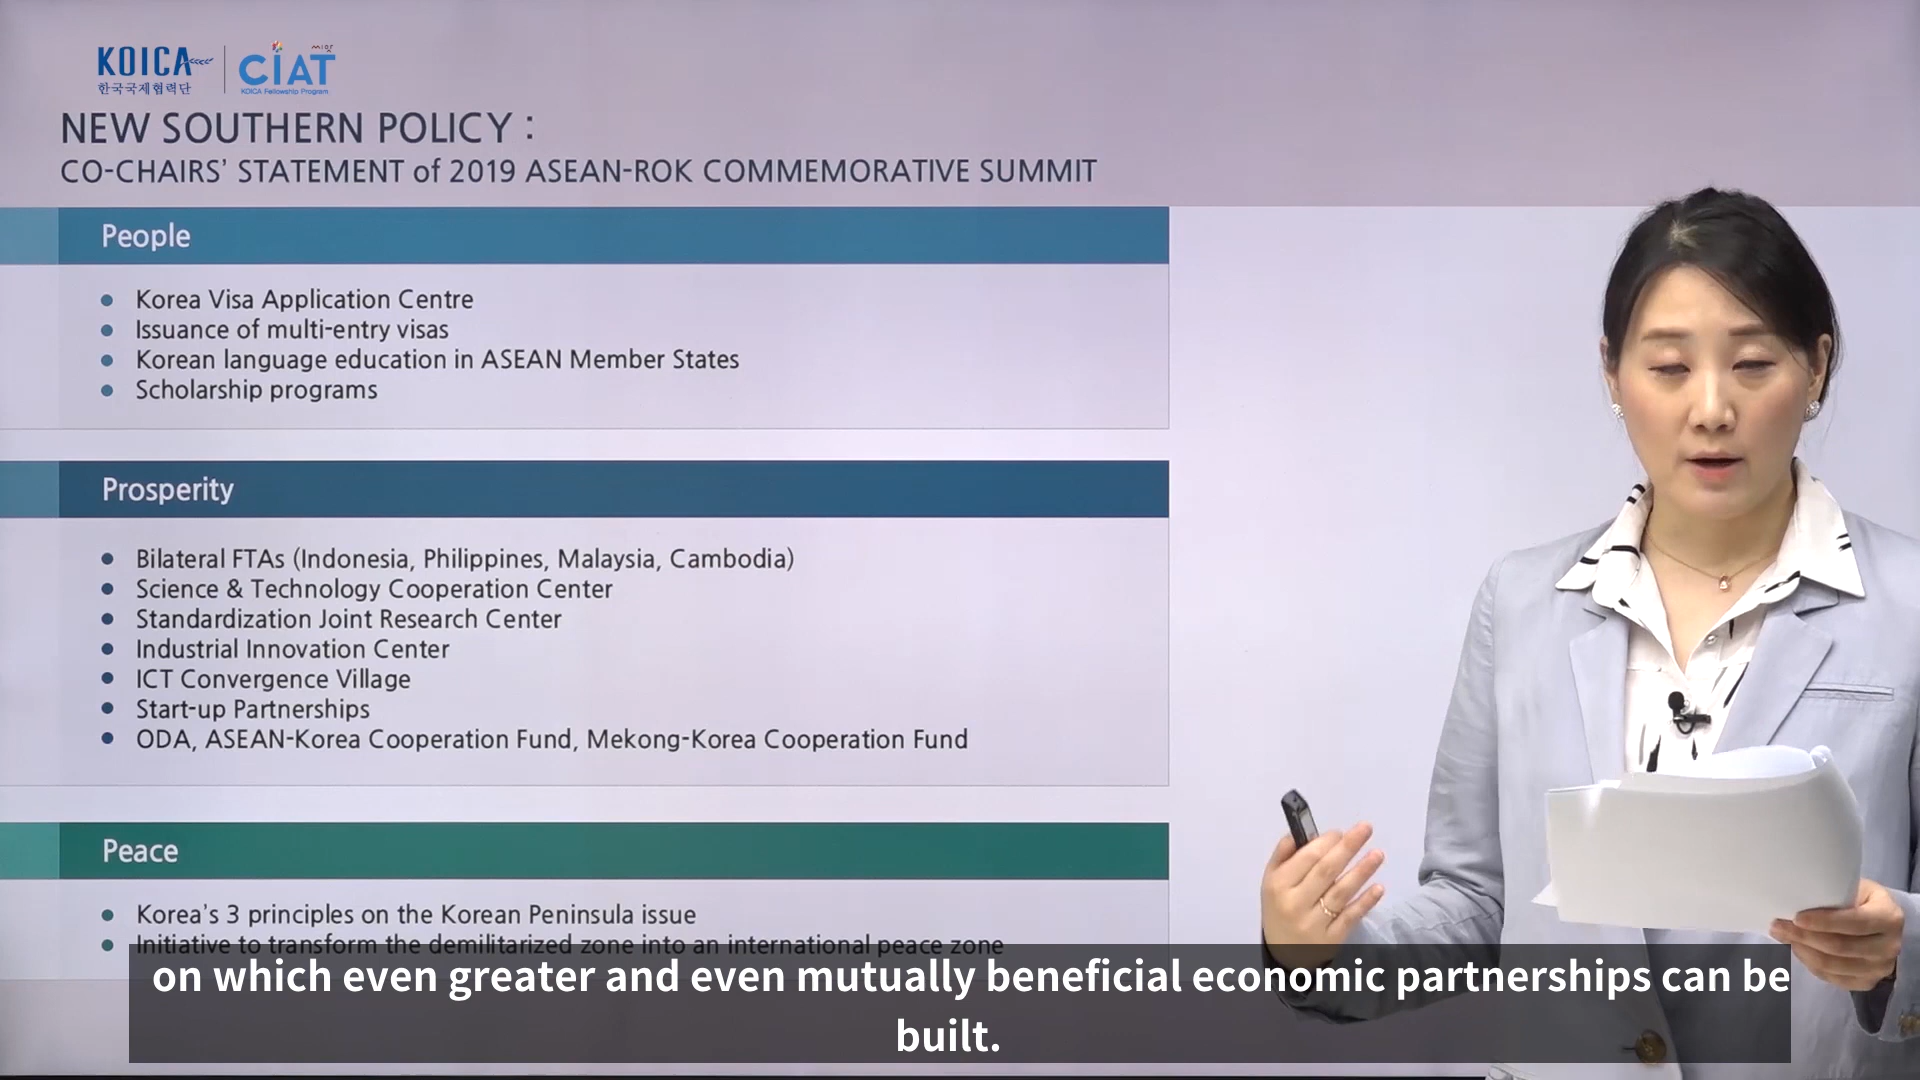 KOICA
한국국제협력단
CIAT
KOICA Fellowship Program
NEW SOUTHERN POLICY :
CO-CHAIRS' STATEMENT of 2019 ASEAN-ROK COMMEMORATIVE SUMMIT
People
Korea Visa Application Centre
Issuance of multi-entry visas
Korean language education in ASEAN Member States
Scholarship programs
Prosperity
Bilateral FTAs (Indonesia, Philippines, Malaysia, Cambodia)
Science & Technology Cooperation Center
Standardization Joint Research Center
Industrial Innovation Center
ICT Convergence Village
Start-up Partnerships
ODA, ASEAN-Korea Cooperation Fund, Mekong-Korea Cooperation Fund
Peace
Korea's 3 principles on the Korean Peninsula issue
Initiative to transform the demilitarized zone into an international peace zone
on which even greater and even mutually beneficial economic partnerships can be
built.